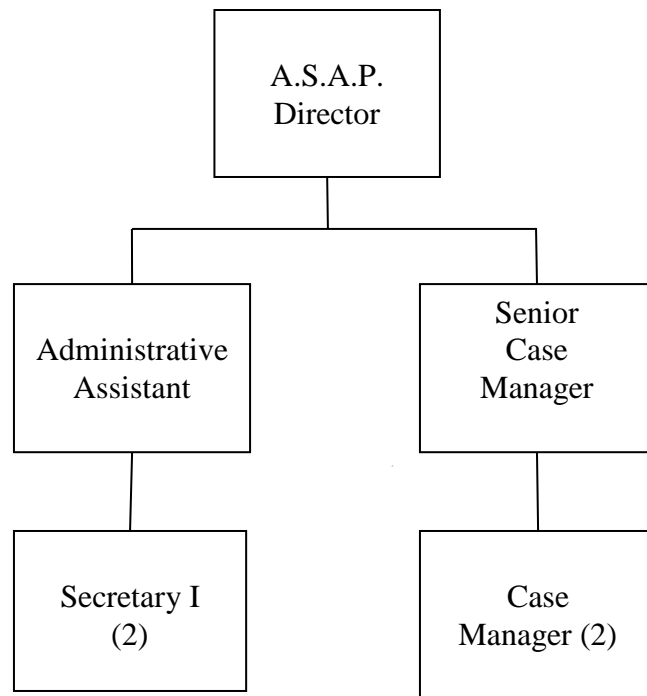 A.S.A.P.
Director
Administrative
Assistant
Senior
Case
Manager
Secretary I
(2)
Case
Manager (2)